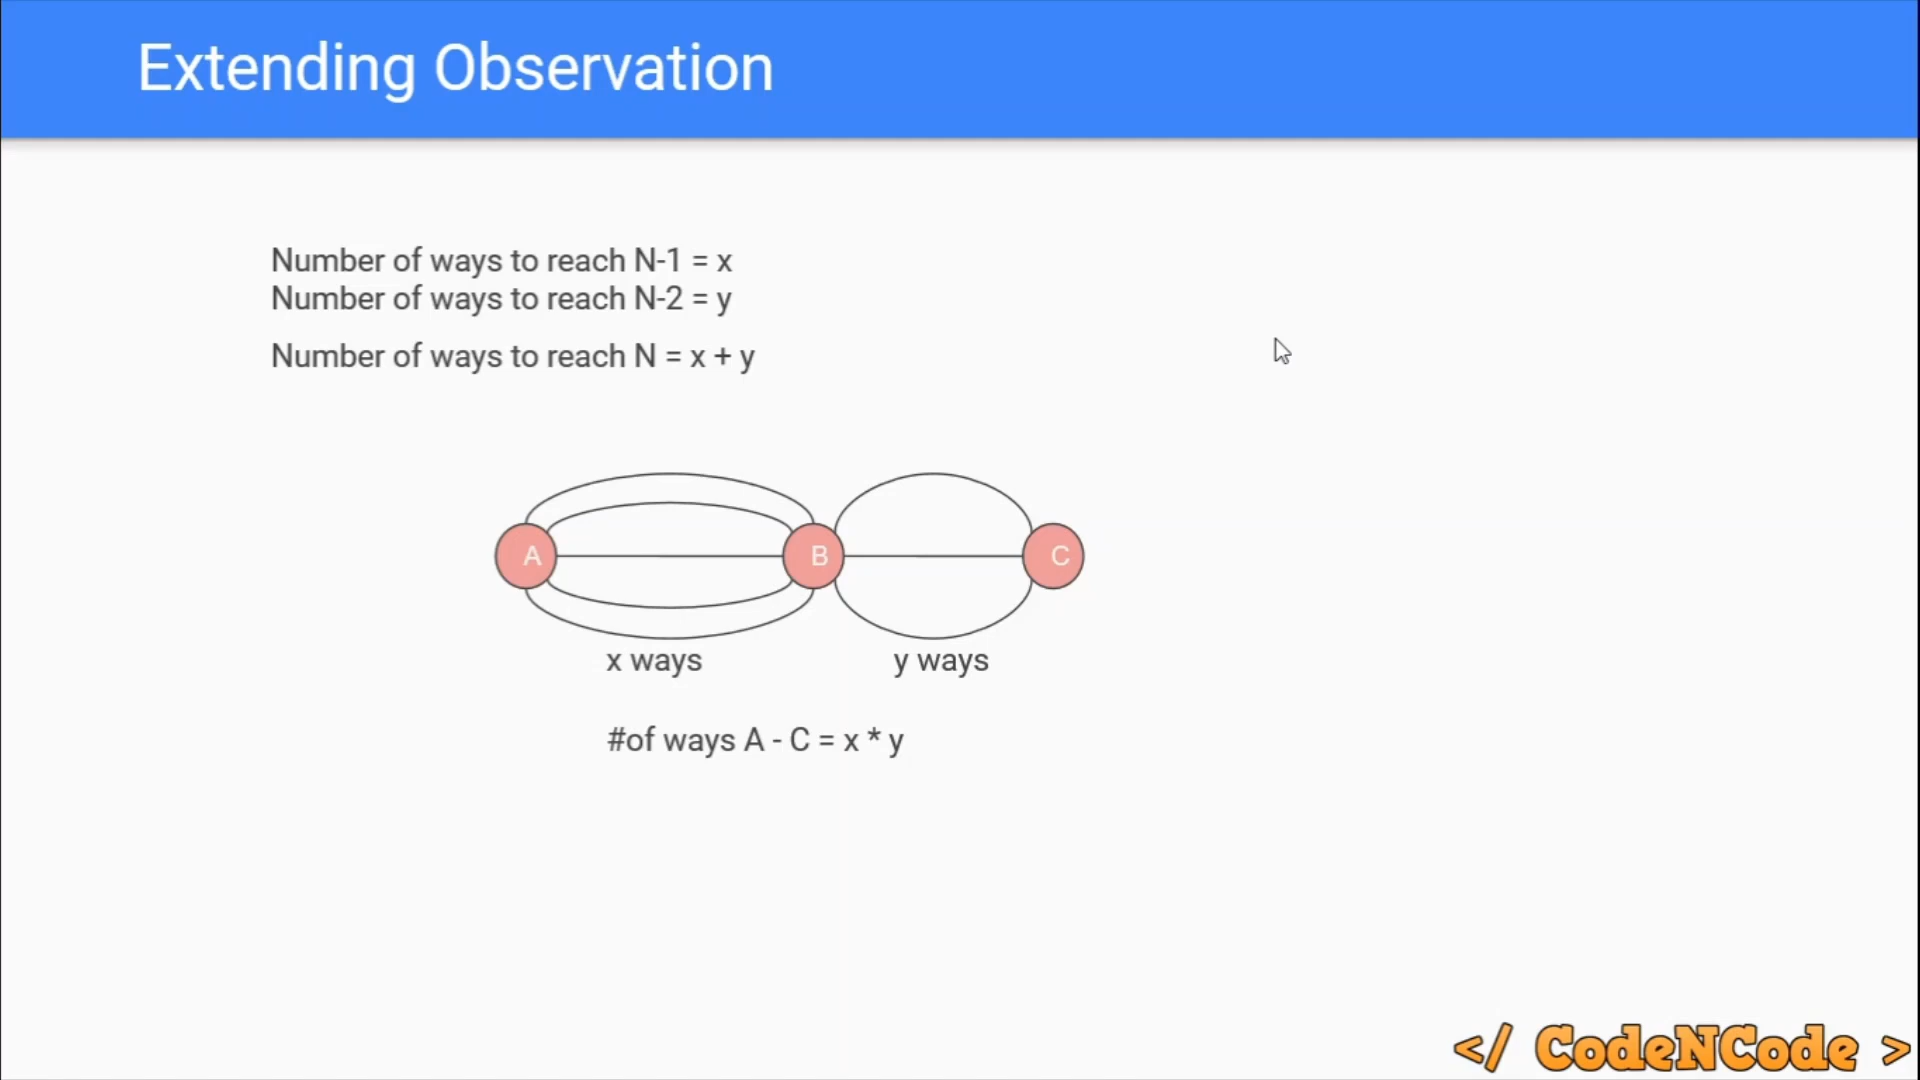 Extending Observation
Number of ways to reach N-1 = x
Number of ways to reach N-2 = y
Number of ways to reach N = x + y
A B C
x ways y ways
#of ways A - C = x * y
</ CodeNCode >